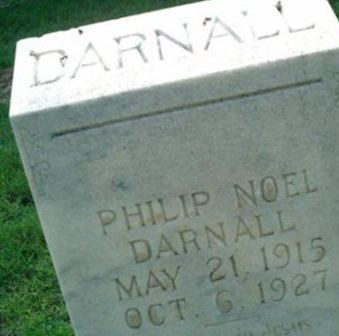 DARNALL
PHILIP NOEL
DARNALL
MAY 21, 1915
OCT. 6, 1927